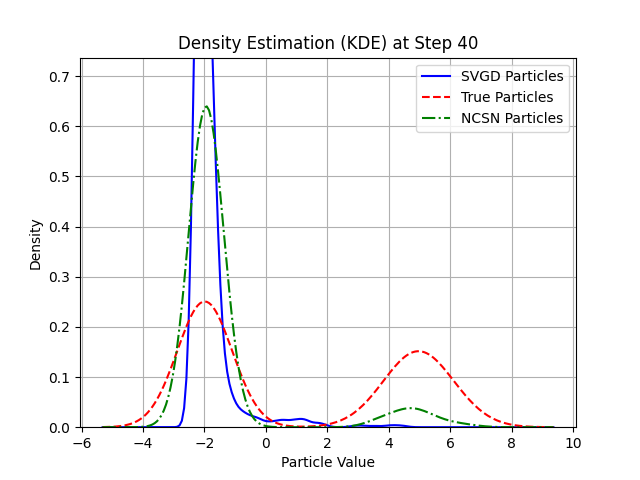 Density Estimation (KDE) at Step 40
SVGD Particles
True Particles
NCSN Particles
Density
0.7
0.6
0.5
0.4
0.3
0.2
0.1
0.0
−6 −4 −2 0 2 4 6 8 10
Particle Value